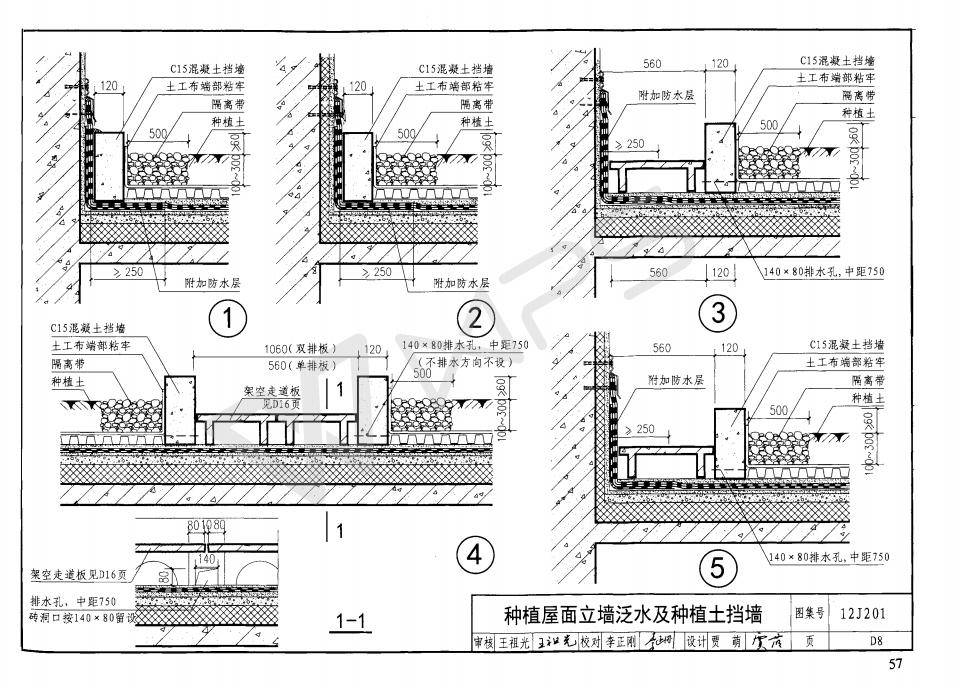 C15混凝土挡墙
土工布端部粘牢
隔离带
种植土
120
500
100~300
≥60
≥250
附加防水层
1
C15混凝土挡墙
土工布端部粘牢
隔离带
种植土
120
500
100~300
≥60
≥250
附加防水层
2
560
120
C15混凝土挡墙
土工布端部粘牢
隔离带
种植土
附加防水层
≥250
500
100~300
≥60
560
120
140×80排水孔,中距750
3
C15混凝土挡墙
土工布端部粘牢
隔离带
种植土
1060(双排板)
560(单排板)
120
架空走道板
见D16页
140×80排水孔,中距750
(不排水方向不设)
500
100~300
≥60
1
1
4
80
10
80
140
80
架空走道板见D16页
排水孔,中距750
砖洞口按140×80留设
1-1
560
120
C15混凝土挡墙
土工布端部粘牢
隔离带
种植土
附加防水层
≥250
500
100~300
≥60
140×80排水孔,中距750
5
种植屋面立墙泛水及种植土挡墙
图集号
12J201
审核 王祖光 校对 李正刚 设计 贾萌
页
D8
57